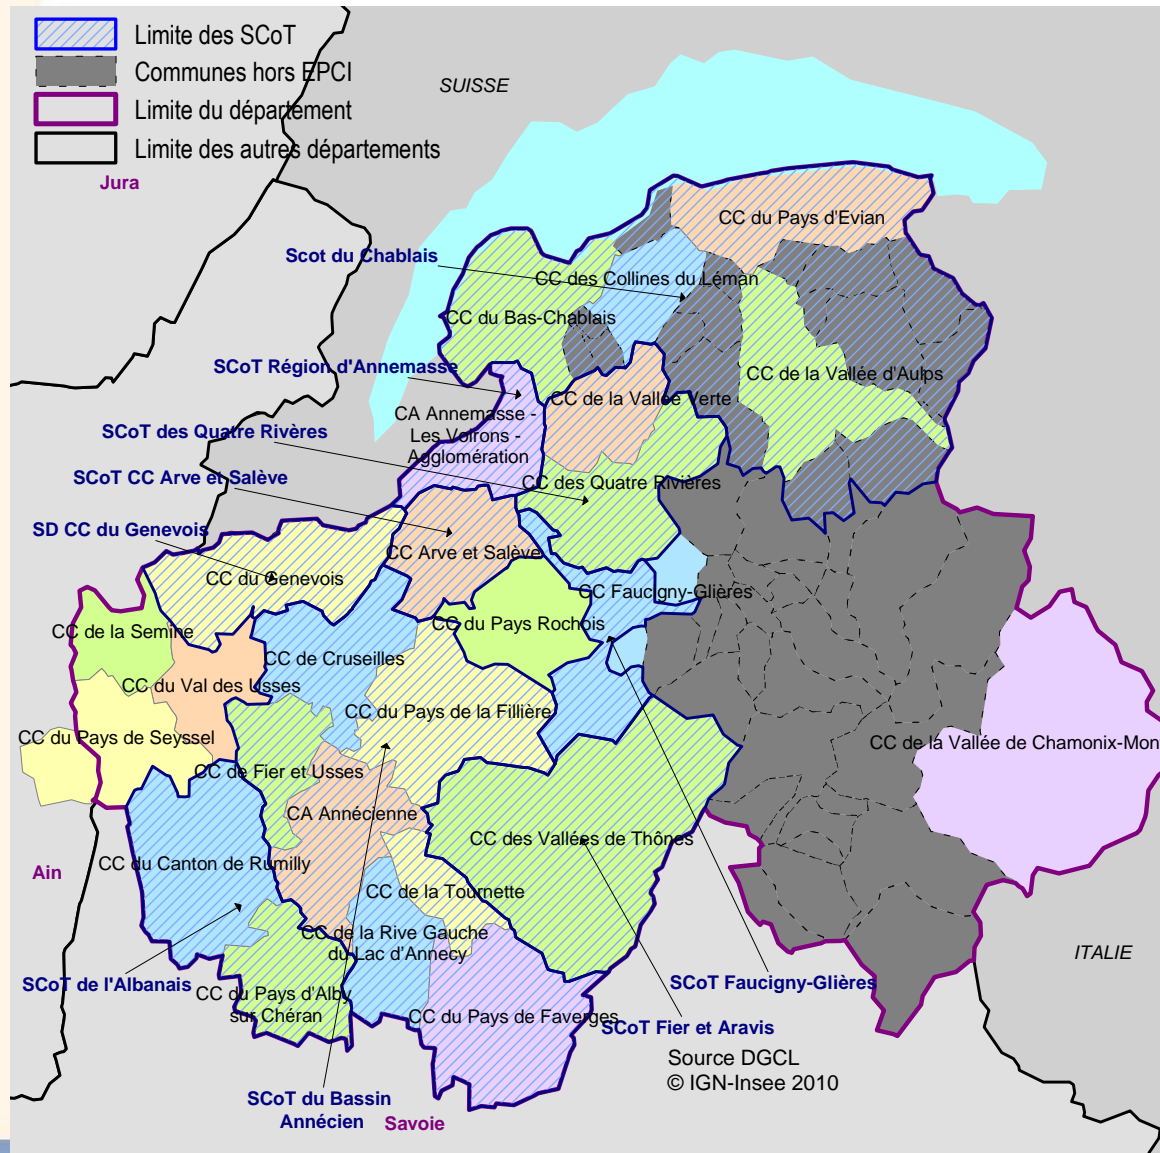 Limite des SCoT
Communes hors EPCI
Limite du département
Limite des autres départements
SUISSE
Jura
CC du Pays d'Evian
Scot du Chablais
CC des Collines du Léman
CC du Bas-Chablais
SCoT Région d'Annemasse
CC de la Vallée d'Aulps
CC de la Vallée Verte
CA Annemasse -
Les Voirons -
Agglomération
SCoT des Quatre Rivères
SCoT CC Arve et Salève
CC des Quatre Rivières
SD CC du Genevois
CC Arve et Salève
CC du Genevois
CC Faucigny-Glières
CC de la Semine
CC du Pays Rochois
CC de Cruseilles
CC du Val des Usses
CC du Pays de la Fillière
CC du Pays de Seyssel
CC de la Vallée de Chamonix-Mon
CC de Fier et Usses
CA Annécienne
CC des Vallées de Thônes
CC du Canton de Rumilly
Ain
CC de la Tournette
CC de la Rive Gauche
du Lac d'Annecy
ITALIE
SCoT de l'Albanais
SCoT Faucigny-Glières
CC du Pays d'Alby
sur Chéran
CC du Pays de Faverges
SCoT Fier et Aravis
Source DGCL
© IGN-Insee 2010
SCoT du Bassin
Annécien
Savoie